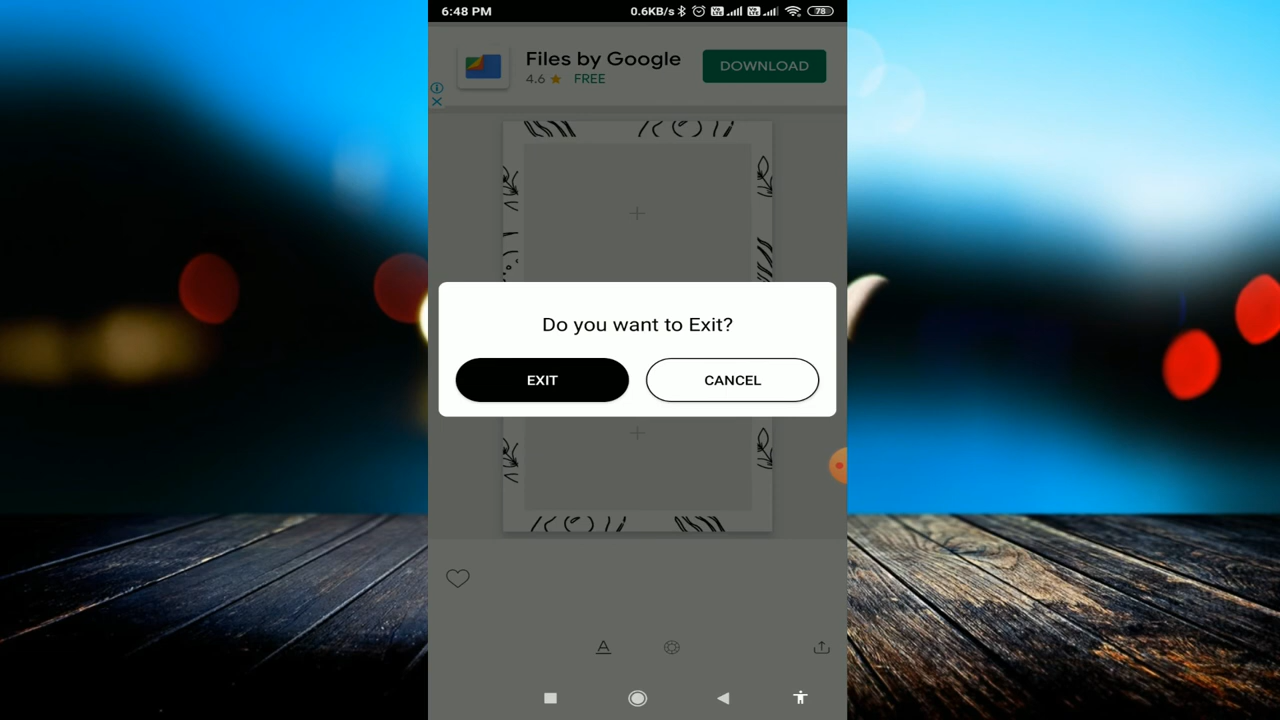 6:48 PM
0.6KB/s
78
Files by Google
4.6 ★ FREE
DOWNLOAD
Do you want to Exit?
EXIT
CANCEL
A